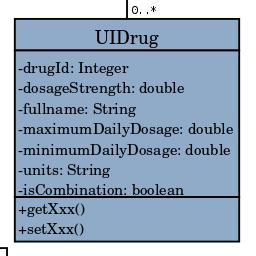 0..*
UIDrug
-drugId: Integer
-dosageStrength: double
-fullname: String
-maximumDailyDosage: double
-minimumDailyDosage: double
-units: String
-isCombination: boolean
+getXxx()
+setXxx()